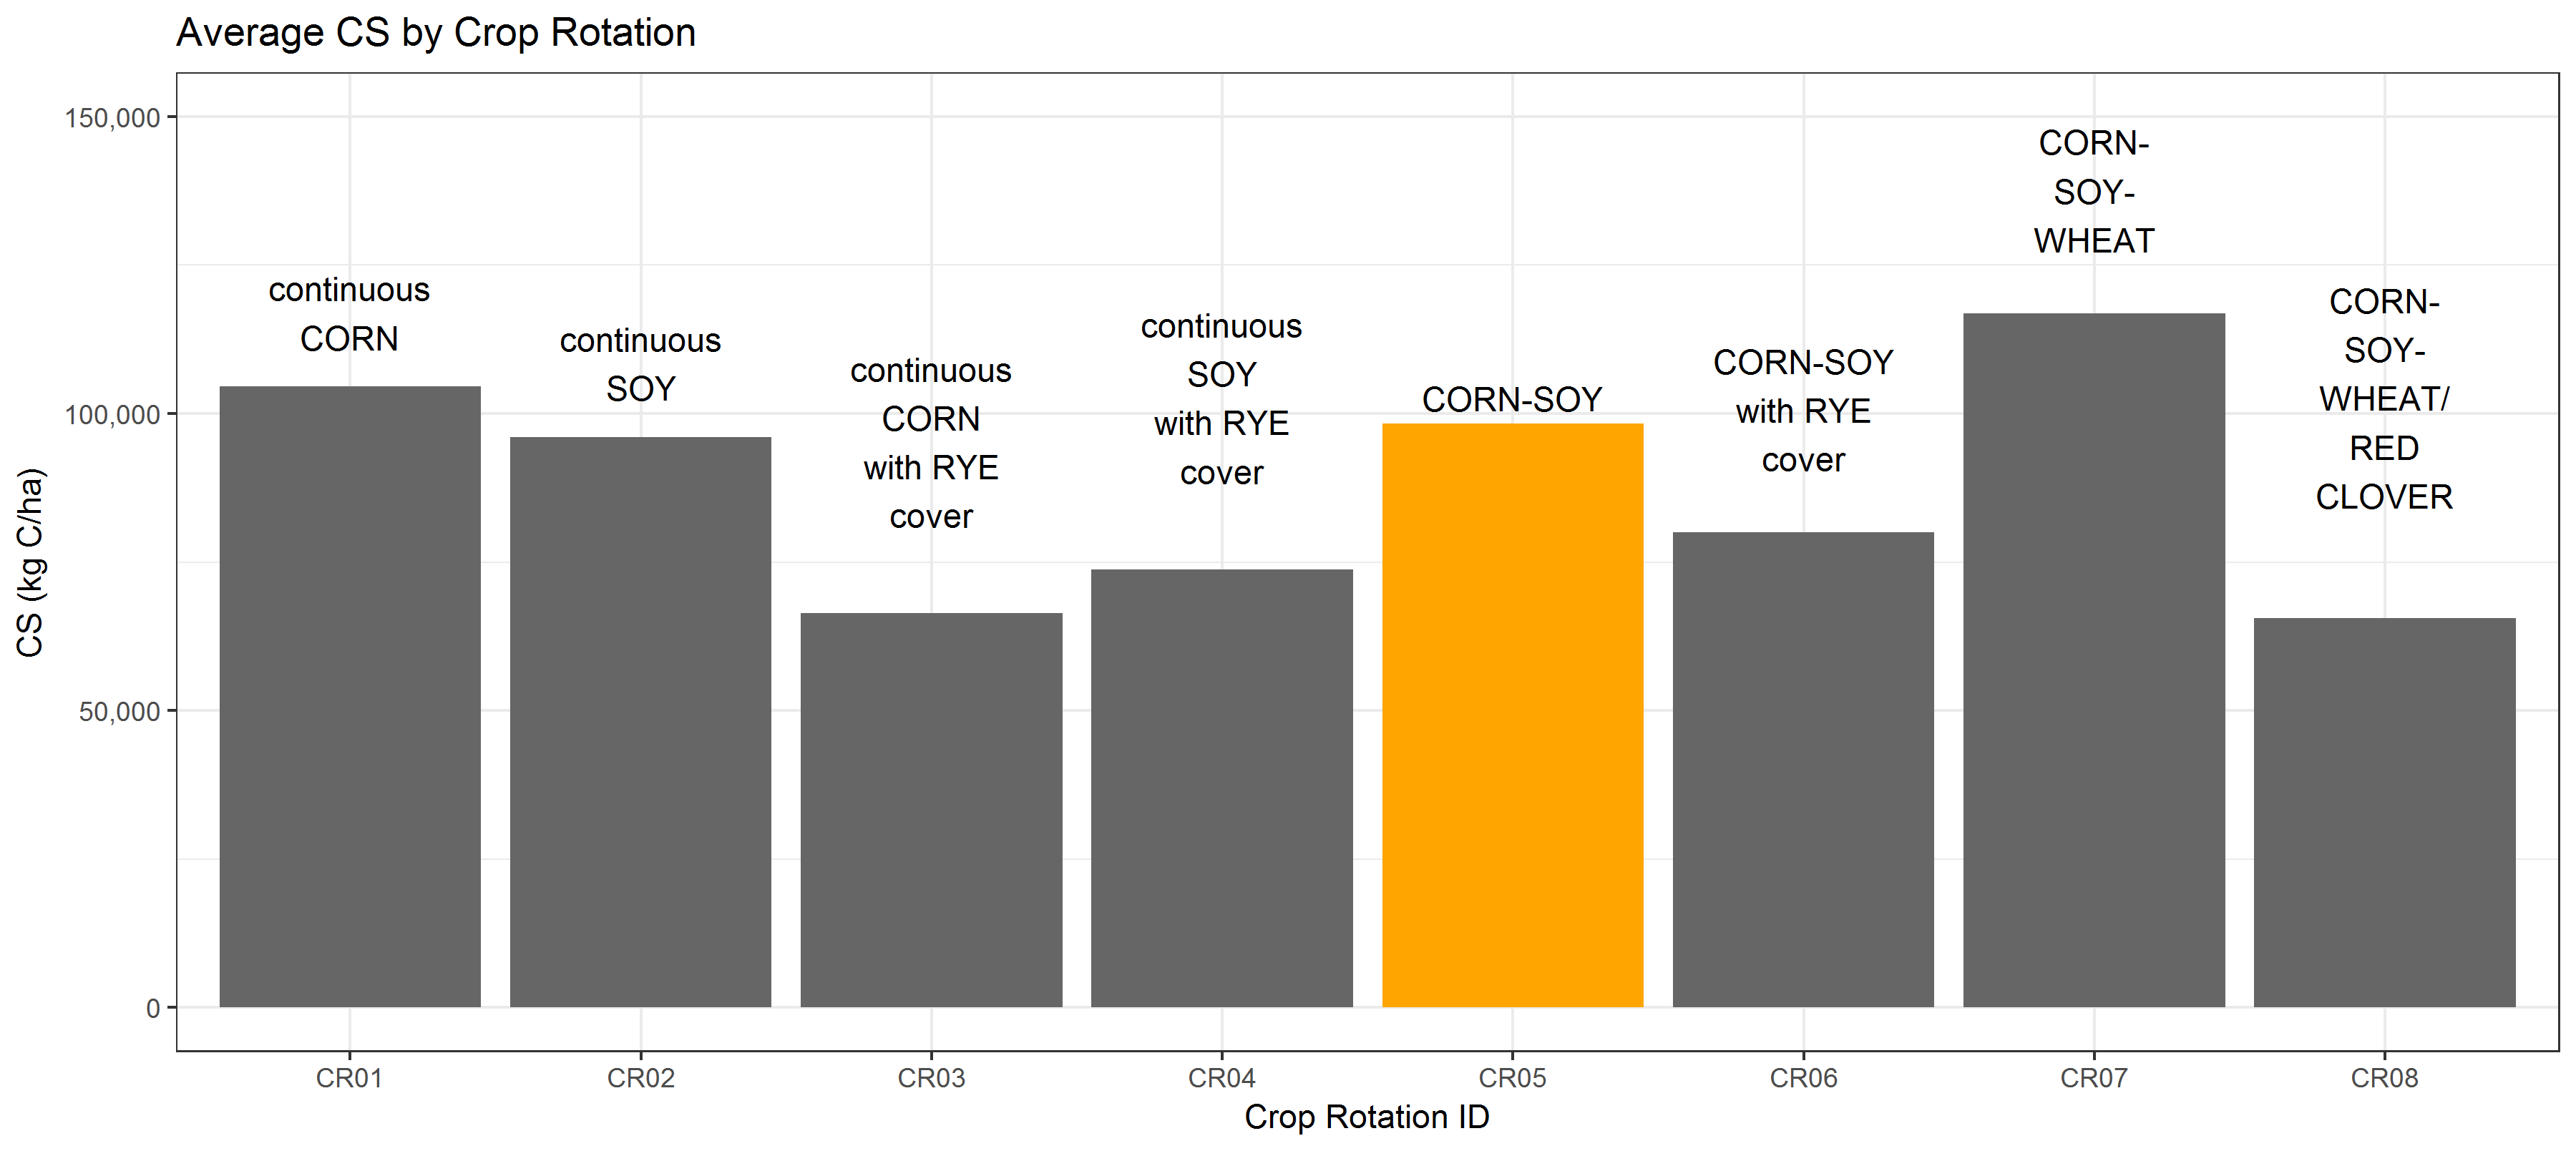 Average CS by Crop Rotation
CS (kg C/ha)
150,000
100,000
50,000
0
continuous
CORN
continuous
SOY
continuous
CORN
with RYE
cover
continuous
SOY
with RYE
cover
CORN-SOY
CORN-SOY
with RYE
cover
CORN-
SOY-
WHEAT
CORN-
SOY-
WHEAT/
RED
CLOVER
CR01
CR02
CR03
CR04
CR05
CR06
CR07
CR08
Crop Rotation ID